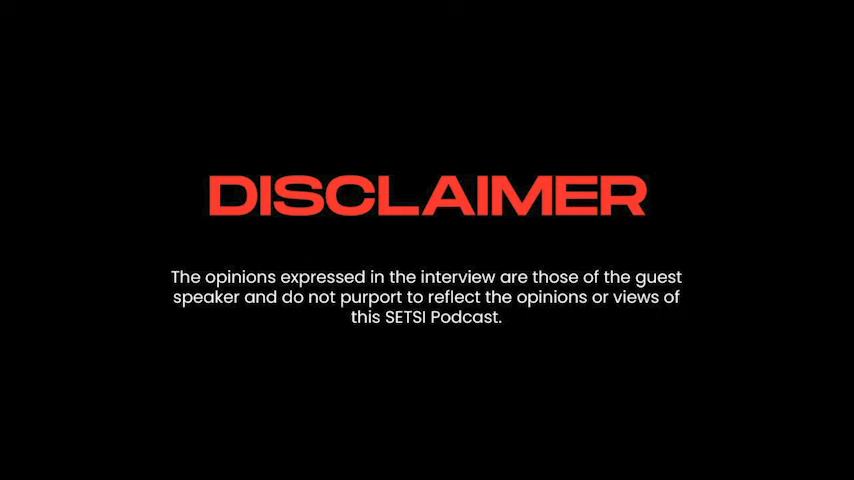 DISCLAIMER
The opinions expressed in the interview are those of the guest
speaker and do not purport to reflect the opinions or views of
this SETSI Podcast.